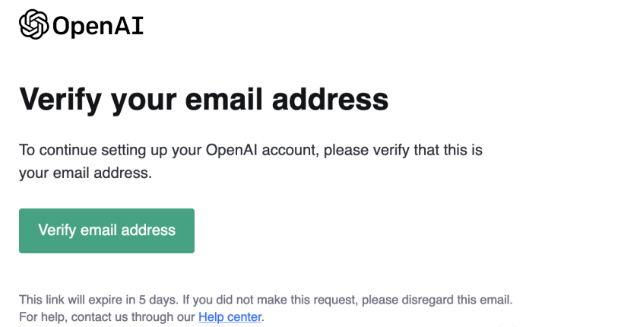 OpenAI
Verify your email address
To continue setting up your OpenAI account, please verify that this is
your email address.
Verify email address
This link will expire in 5 days. If you did not make this request, please disregard this email.
For help, contact us through our Help center.